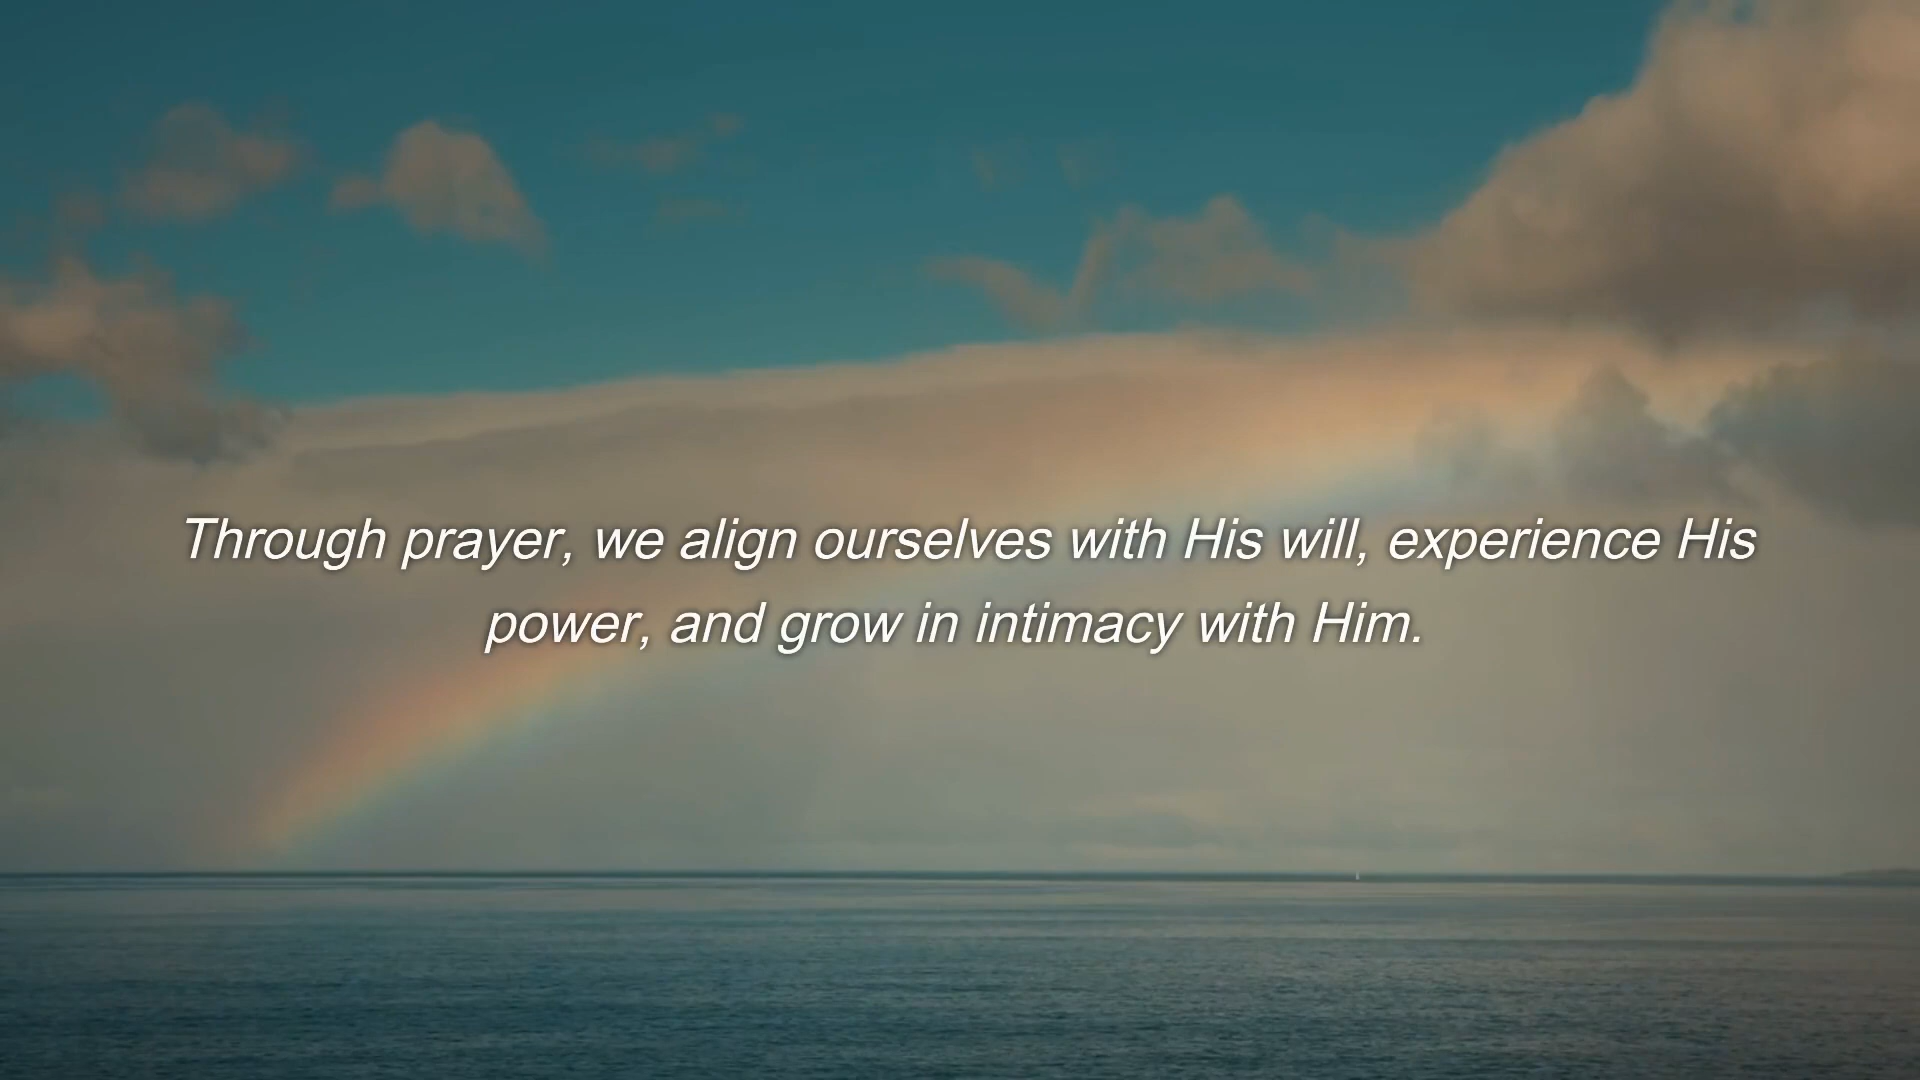 Through prayer, we align ourselves with His will, experience His
power, and grow in intimacy with Him.